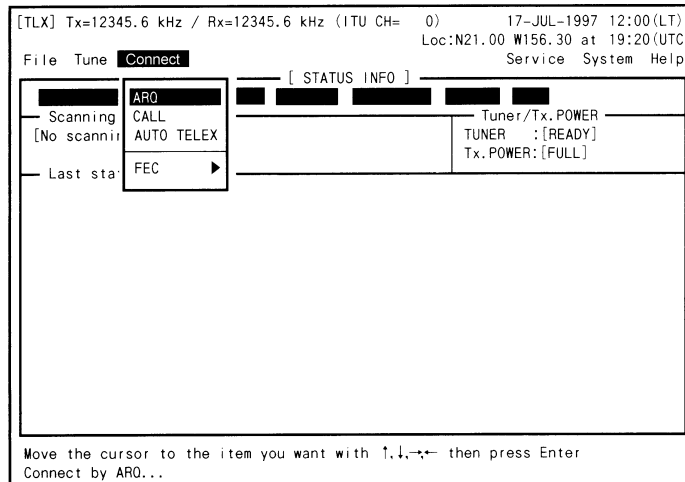 [TLX] Tx=12345.6 kHz / Rx=12345.6 kHz (ITU CH= 0) 17-JUL-1997 12:00(LT)
Loc:N21.00 W156.30 at 19:20(UTC
File Tune Connect Service System Help
[ STATUS INFO ]
ARQ
Scanning CALL Tuner/Tx.POWER
[No scannin AUTO TELEX TUNER :[READY]
Tx.POWER:[FULL]
Last sta FEC ▶
Move the cursor to the item you want with ↑,↓,→,← then press Enter
Connect by ARQ...